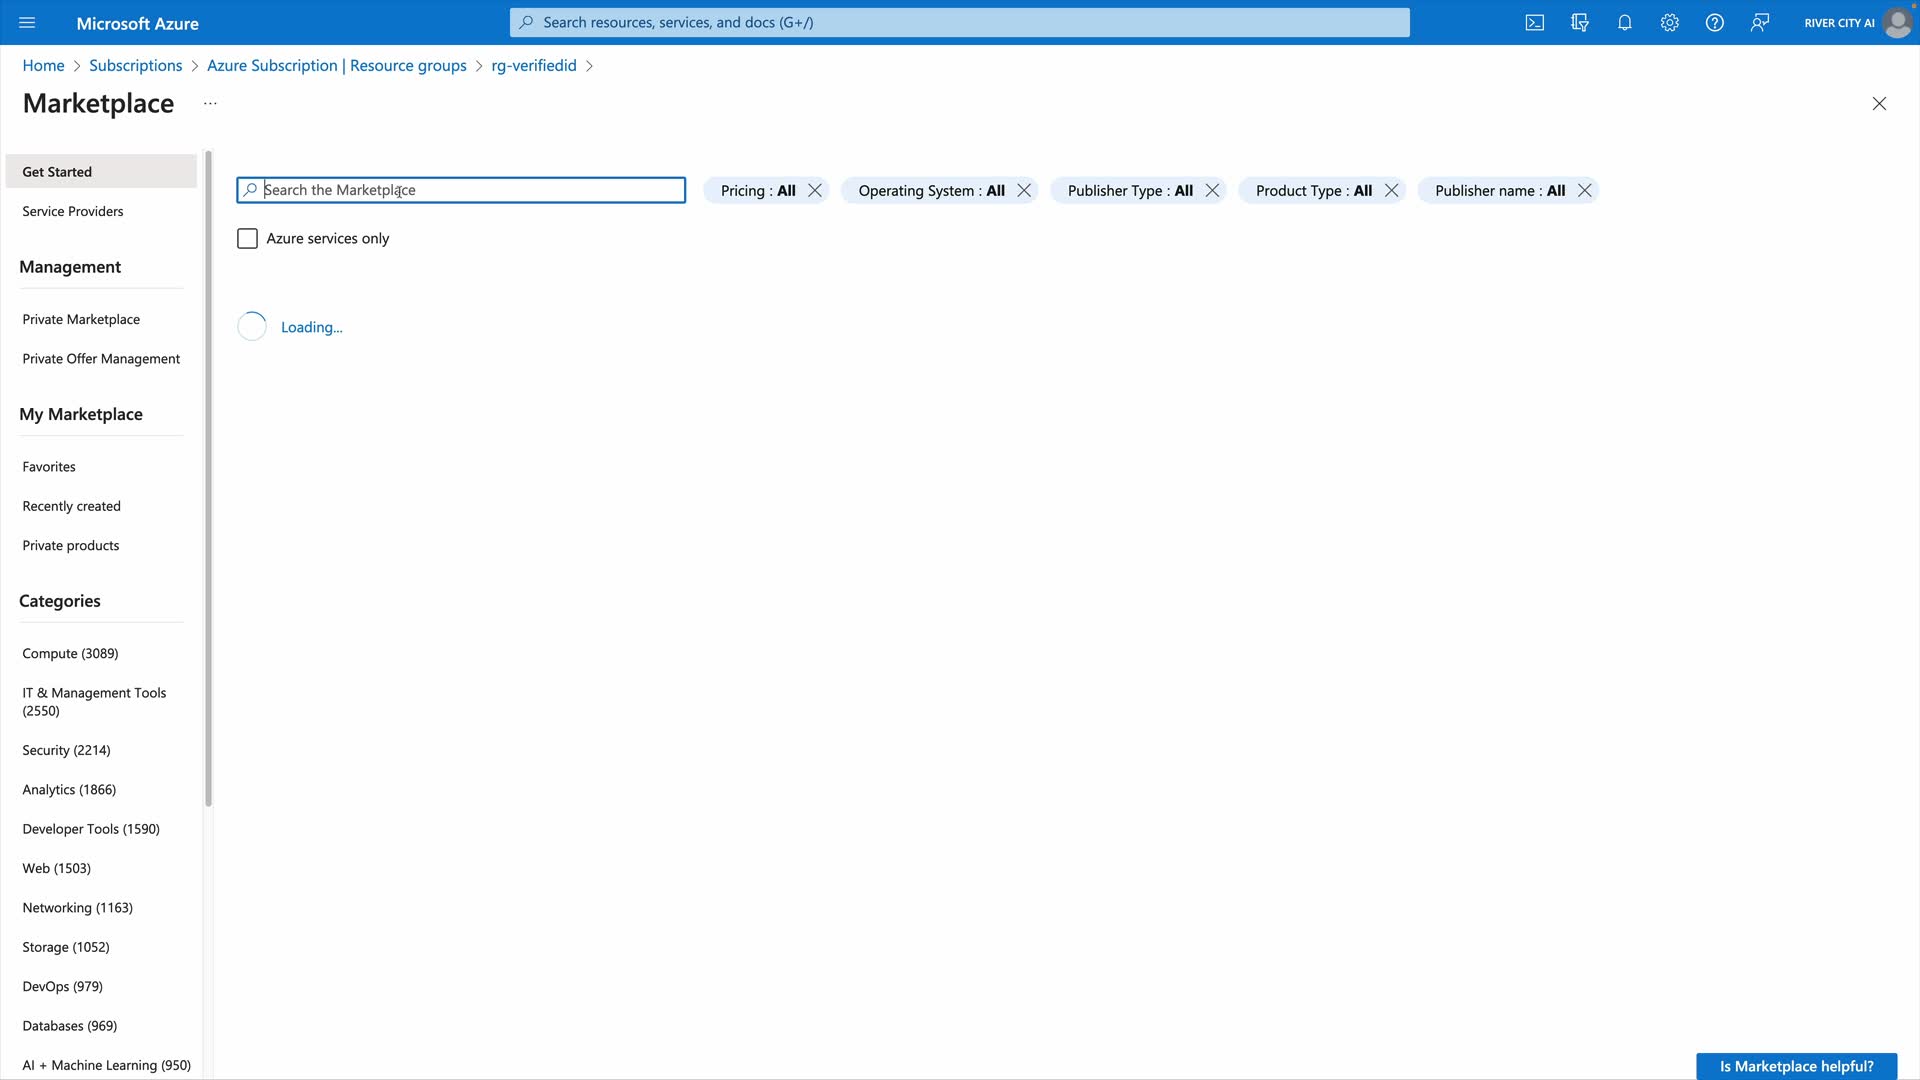 Microsoft Azure
Search resources, services, and docs (G+/)
RIVER CITY AI
Home > Subscriptions > Azure Subscription | Resource groups > rg-verifiedid >
Marketplace ...
Get Started
Service Providers
Management
Private Marketplace
Private Offer Management
My Marketplace
Favorites
Recently created
Private products
Categories
Compute (3089)
IT & Management Tools
(2550)
Security (2214)
Analytics (1866)
Developer Tools (1590)
Web (1503)
Networking (1163)
Storage (1052)
DevOps (979)
Databases (969)
AI + Machine Learning (950)
Search the Marketplace
Pricing : All
Operating System : All
Publisher Type : All
Product Type : All
Publisher name : All
Azure services only
Loading...
Is Marketplace helpful?